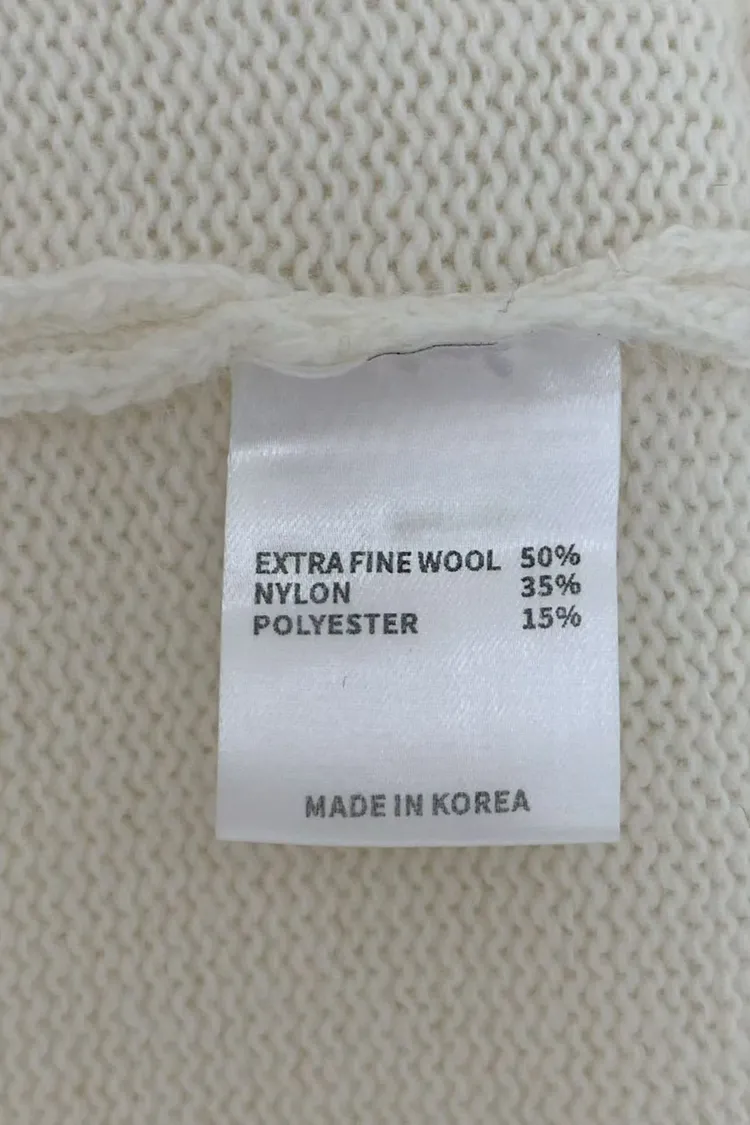 EXTRA FINE WOOL 50%
NYLON 35%
POLYESTER 15%
MADE IN KOREA